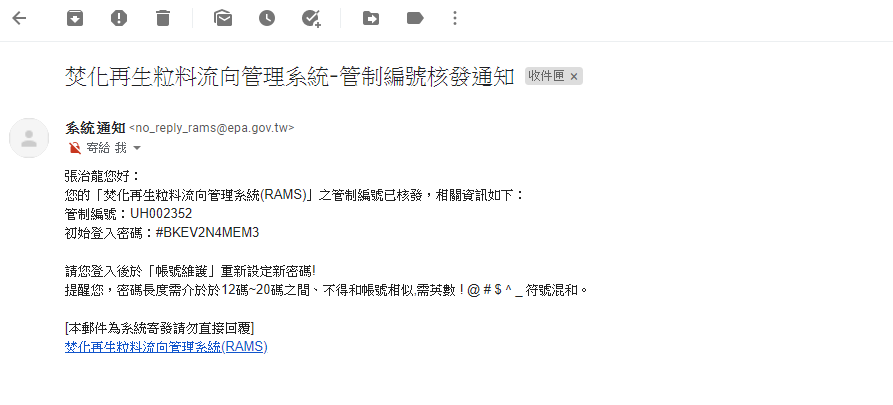 焚化再生粒料流向管理系統-管制編號核發通知 收件匣 ×
系統通知 <no_reply_rams@epa.gov.tw>
寄給 我
張治龍您好：
您的「焚化再生粒料流向管理系統(RAMS)」之管制編號已核發，相關資訊如下：
管制編號：UH002352
初始登入密碼：#BKEV2N4MEM3
請您登入後於「帳號維護」重新設定新密碼!
提醒您，密碼長度需介於於12碼~20碼之間、不得和帳號相似,需英數 ! @ # $ ^ _ 符號混和。
[本郵件為系統寄發請勿直接回覆]
焚化再生粒料流向管理系統(RAMS)